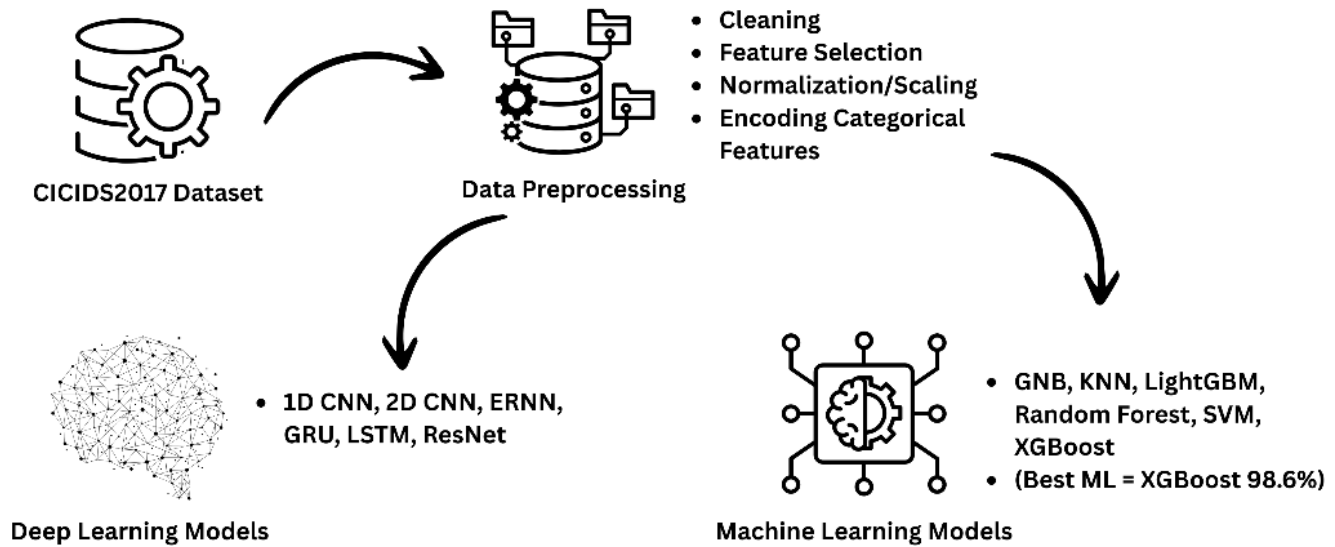 CICIDS2017 Dataset
Data Preprocessing
• Cleaning
• Feature Selection
• Normalization/Scaling
• Encoding Categorical
Features
• 1D CNN, 2D CNN, ERNN,
GRU, LSTM, ResNet
Deep Learning Models
• GNB, KNN, LightGBM,
Random Forest, SVM,
XGBoost
• (Best ML = XGBoost 98.6%)
Machine Learning Models